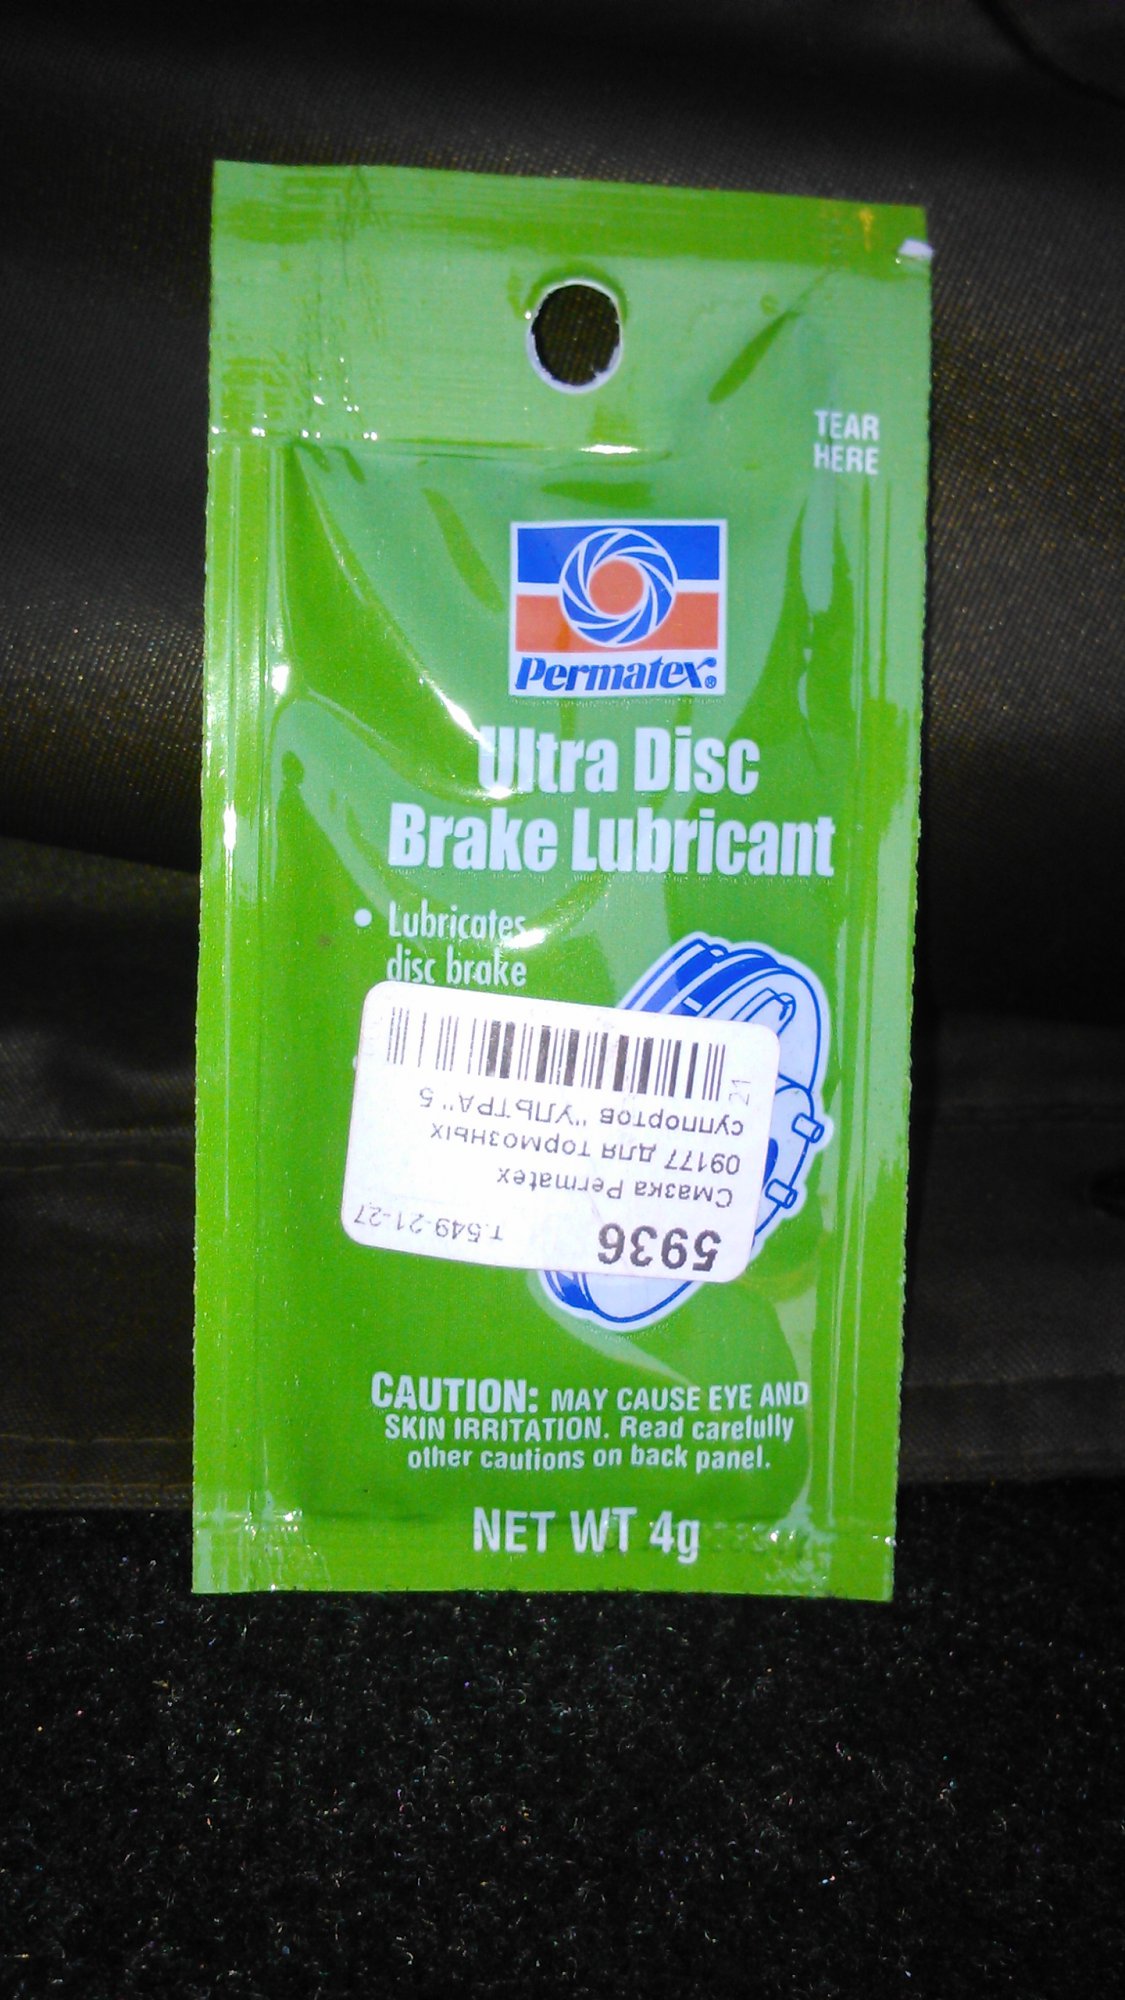 TEAR
HERE
Permatex®
Ultra Disc
Brake Lubricant
• Lubricates
disc brake
5936 т.549-21-27
Смазка Permatex
09177 для тормозных
суппортов "УЛЬТРА" 5
21
CAUTION: MAY CAUSE EYE AND
SKIN IRRITATION. Read carefully
other cautions on back panel.
NET WT 4g